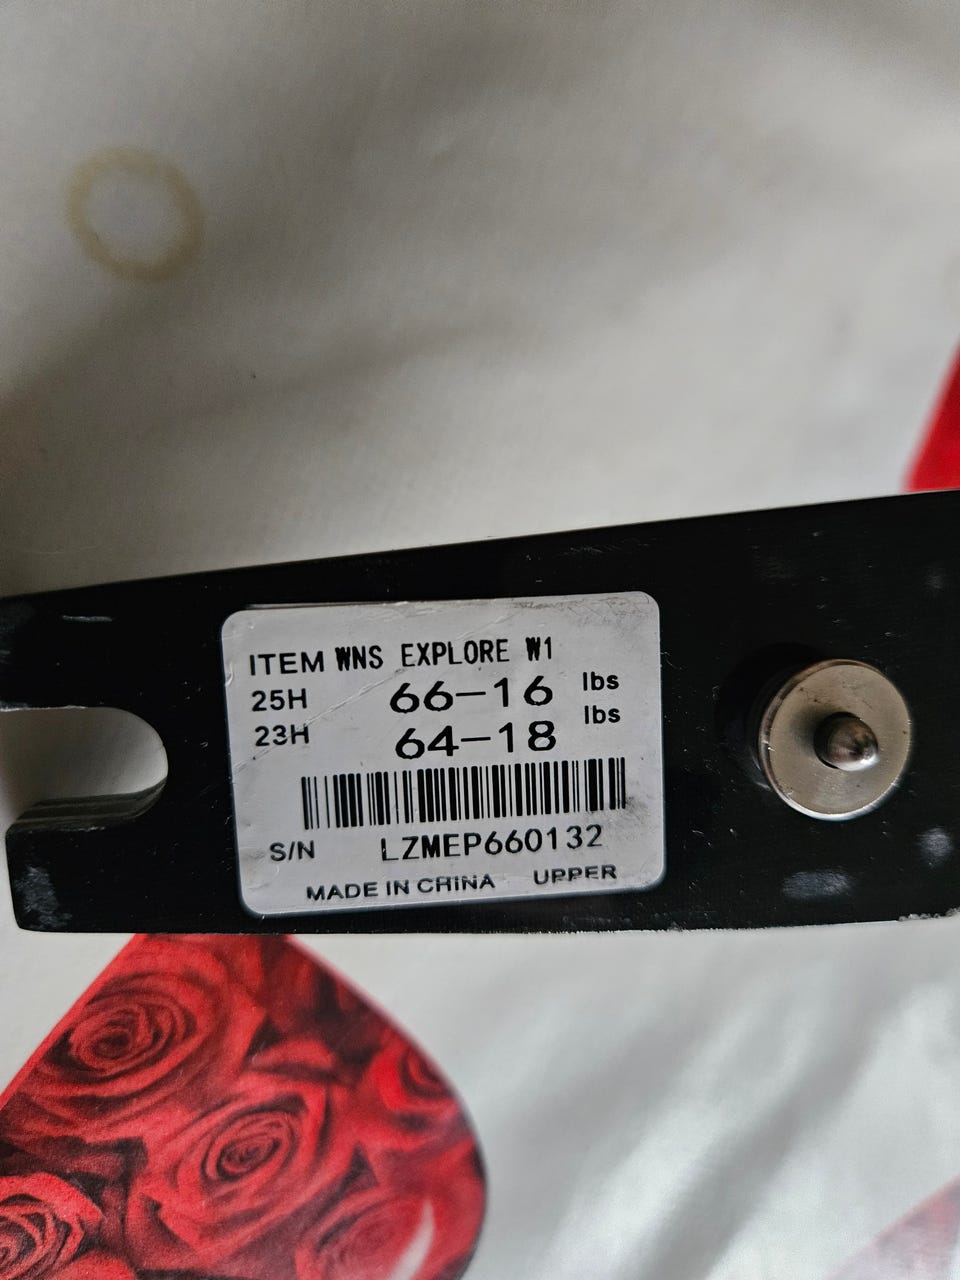 ITEM WNS EXPLORE W1
25H 66-16 lbs
23H 64-18 lbs
S/N LZMEP660132
MADE IN CHINA UPPER